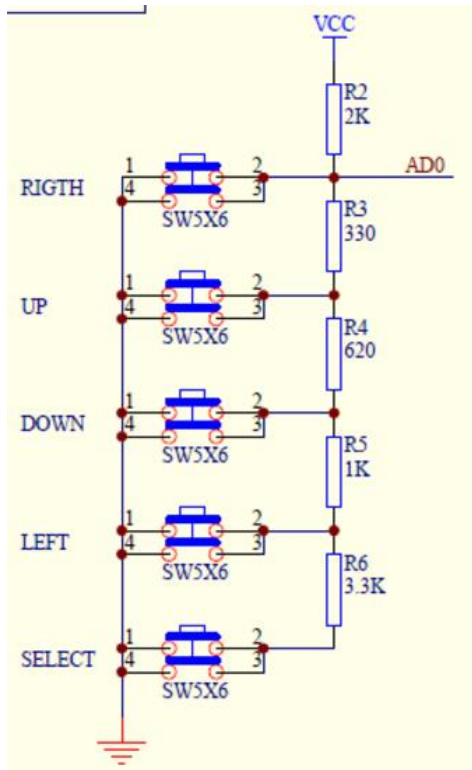 VCC
R2
2K
1 2 AD0
RIGTH 4 3
SW5X6
R3
330
1 2
UP 4 3
SW5X6
R4
620
1 2
DOWN 4 3
SW5X6
R5
1K
1 2
LEFT 4 3
SW5X6
R6
3.3K
1 2
SELECT 4 3
SW5X6